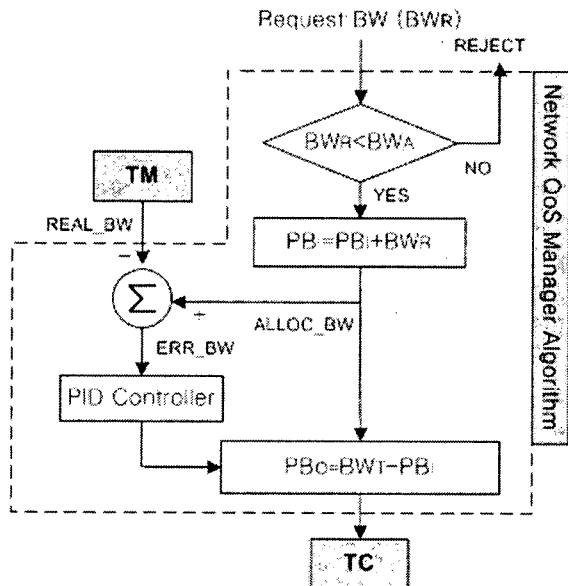 Request BW (BWR)
REJECT
BWR<BWA
NO
YES
TM
REAL_BW
PBI=PBI+BWR
−
Σ
+
ALLOC_BW
ERR_BW
PID Controller
PBO=BWT−PBI
TC
Network QoS Manager Algorithm